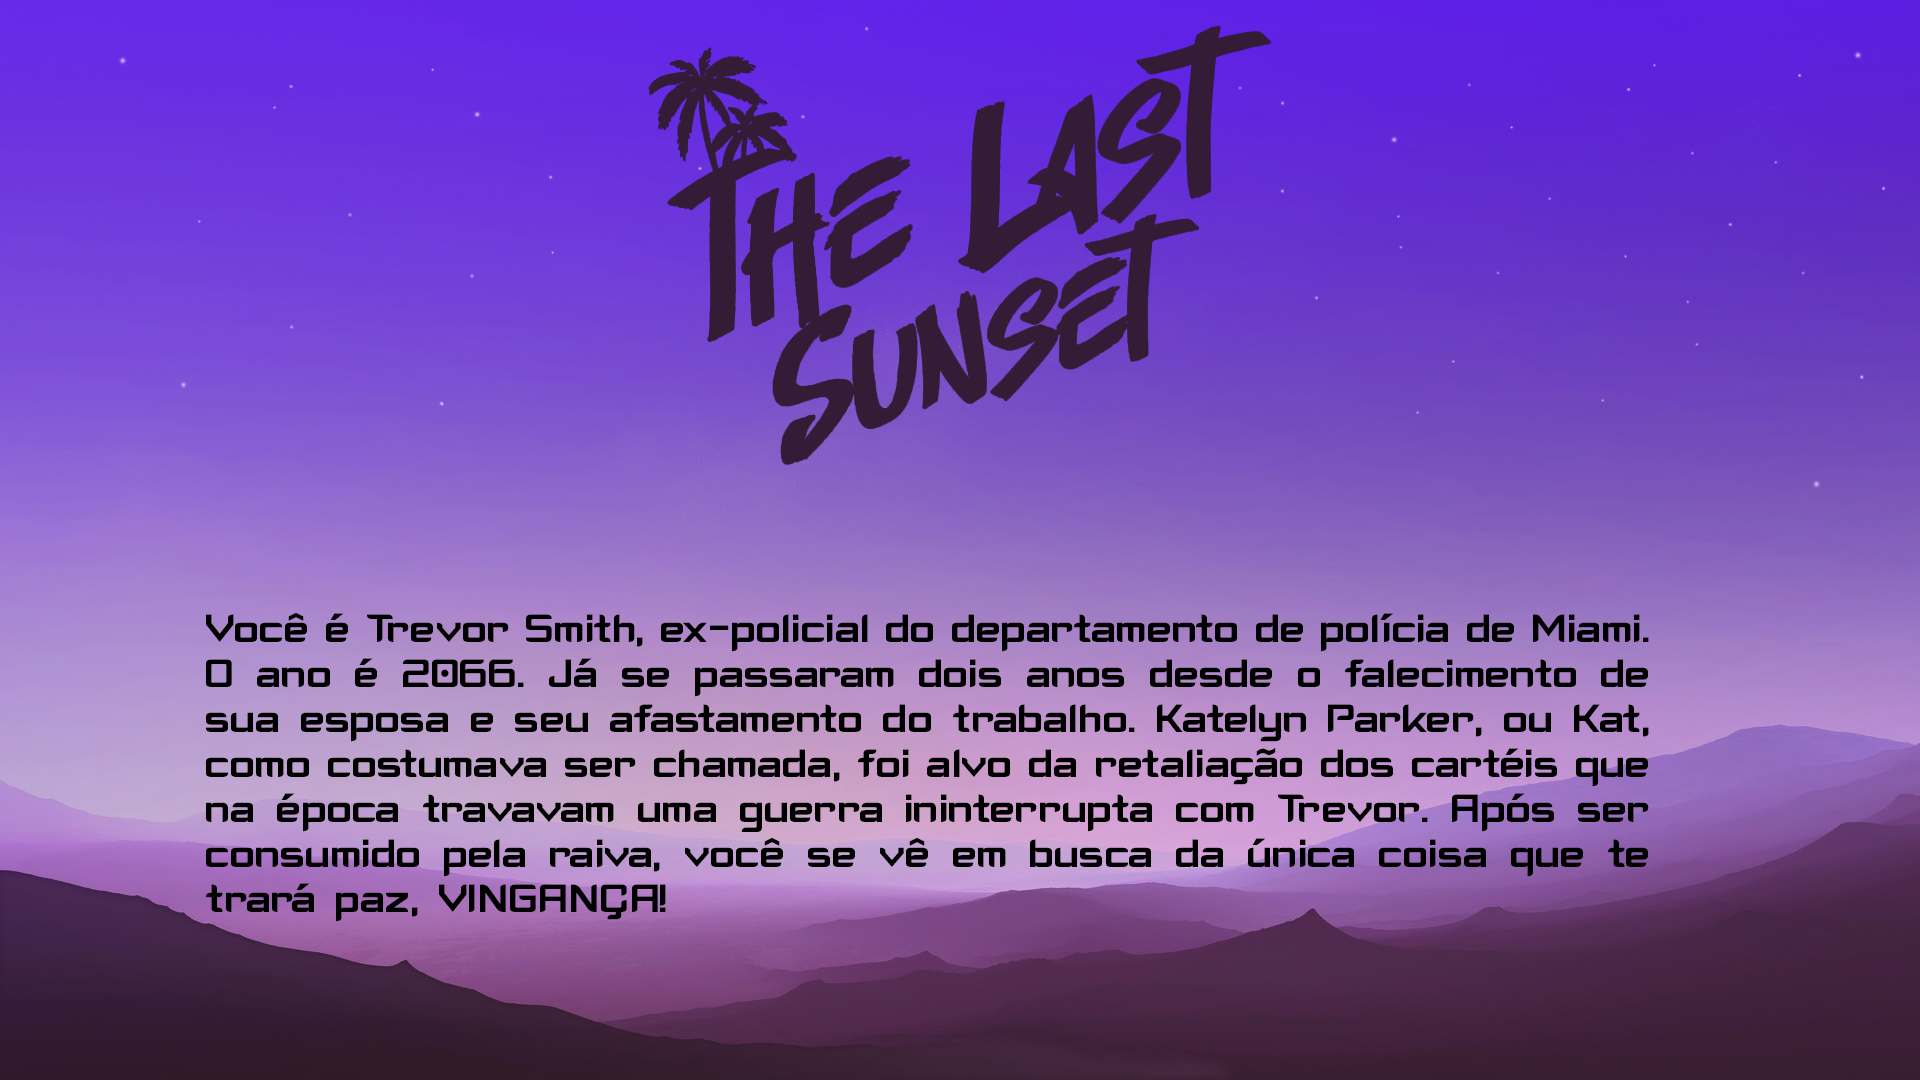 THE LAST
SUNSET
Você é Trevor Smith, ex-policial do departamento de polícia de Miami.
O ano é 2066. Já se passaram dois anos desde o falecimento de
sua esposa e seu afastamento do trabalho. Katelyn Parker, ou Kat,
como costumava ser chamada, foi alvo da retaliação dos cartéis que
na época travavam uma guerra ininterrupta com Trevor. Após ser
consumido pela raiva, você se vê em busca da única coisa que te
trará paz, VINGANÇA!